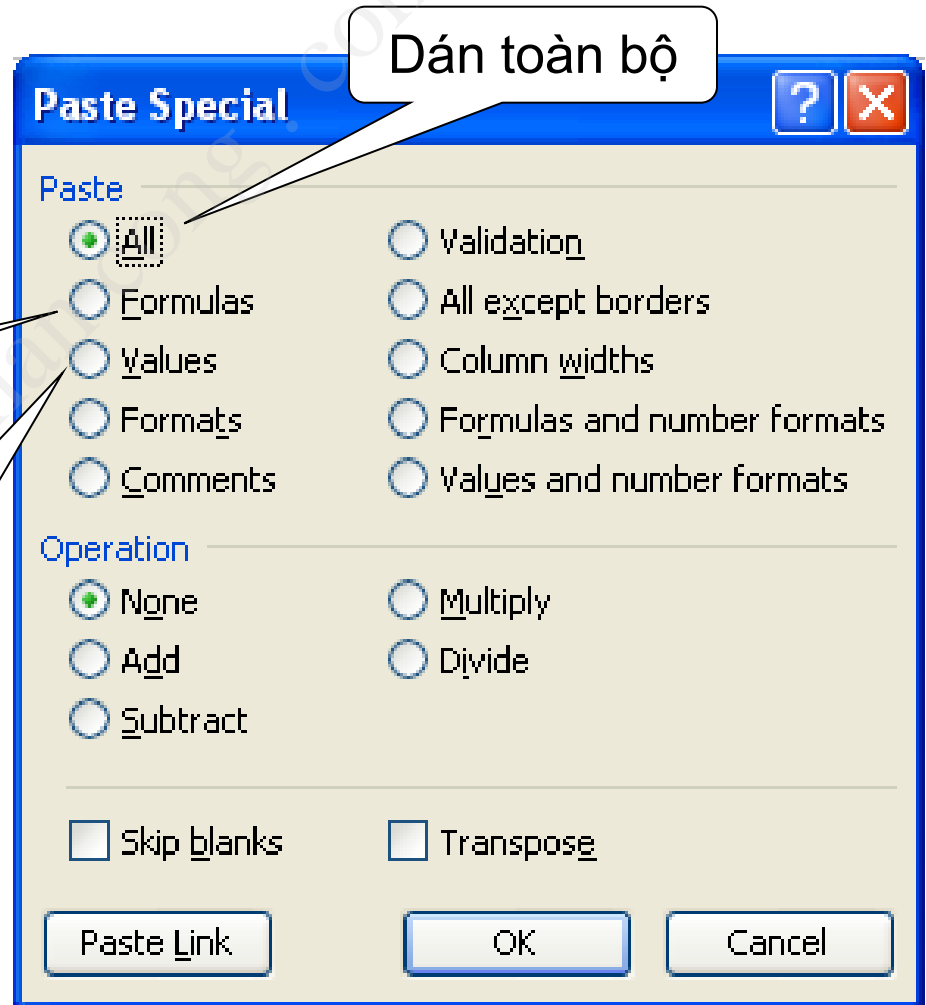 Dán toàn bộ
Paste Special
Paste
All
Validation
Formulas
All except borders
Values
Column widths
Formats
Formulas and number formats
Comments
Values and number formats
Operation
None
Multiply
Add
Divide
Subtract
Skip blanks
Transpose
Paste Link
OK
Cancel